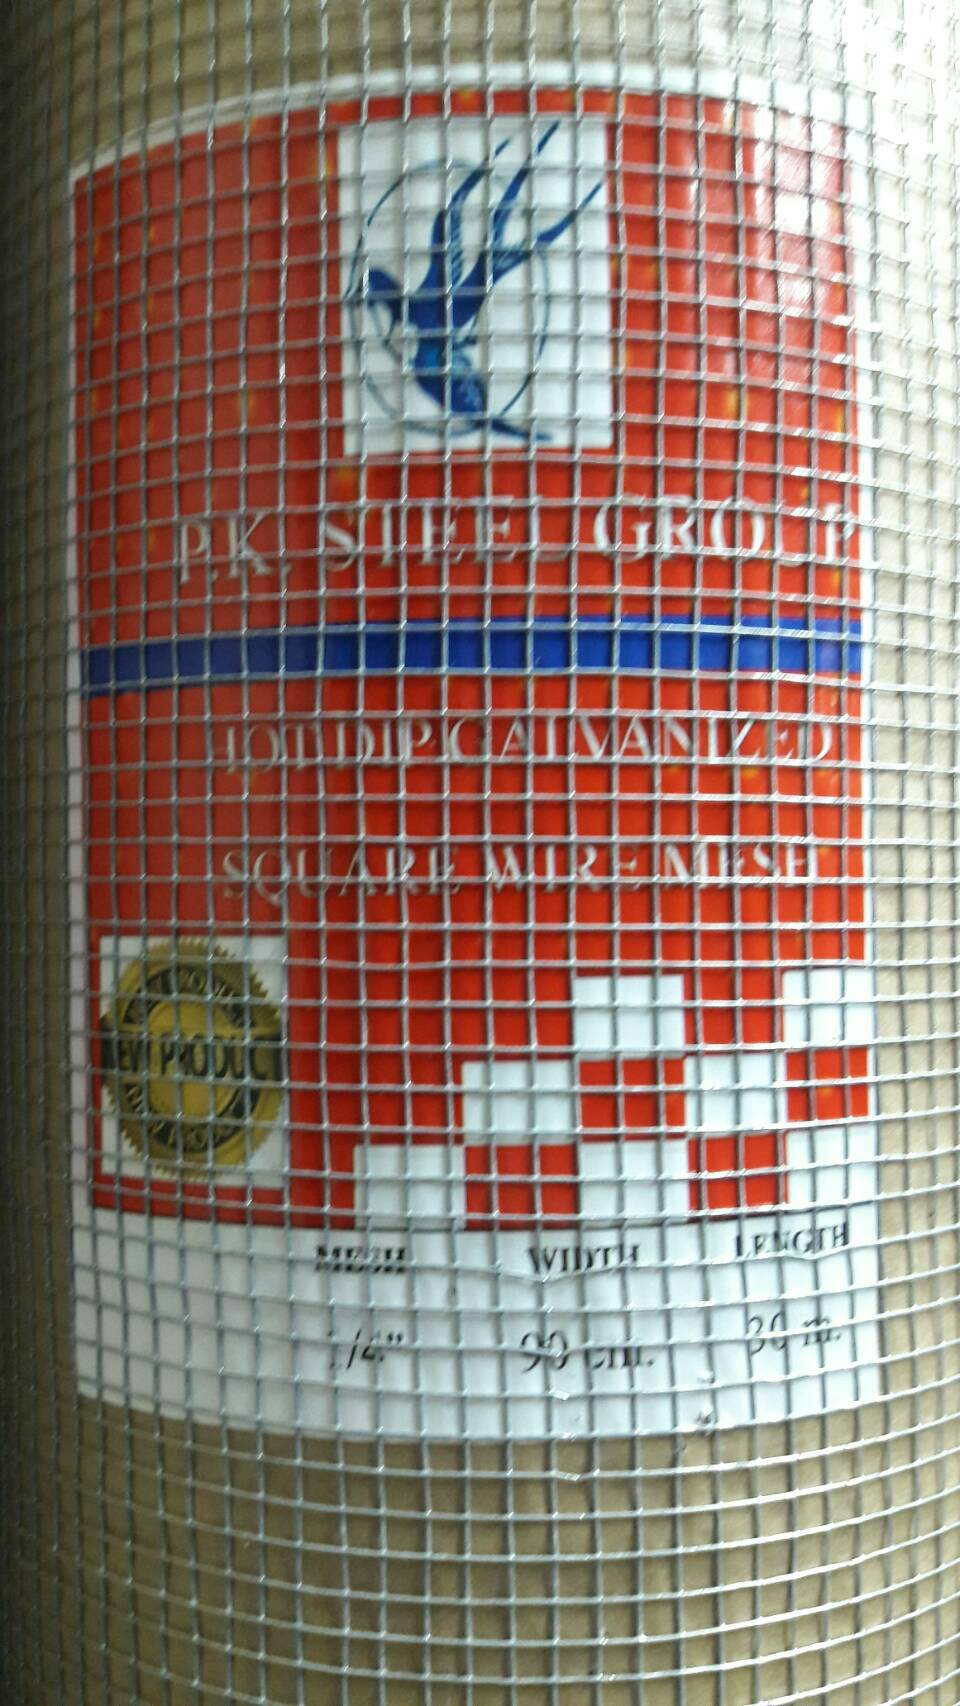 P.K. STEEL GROUP
HOT DIP GALVANIZED
SQUARE WIRE MESH
NEW PRODUCT
MESH WIDTH LENGTH
1/4" 90 cm. 30 m.